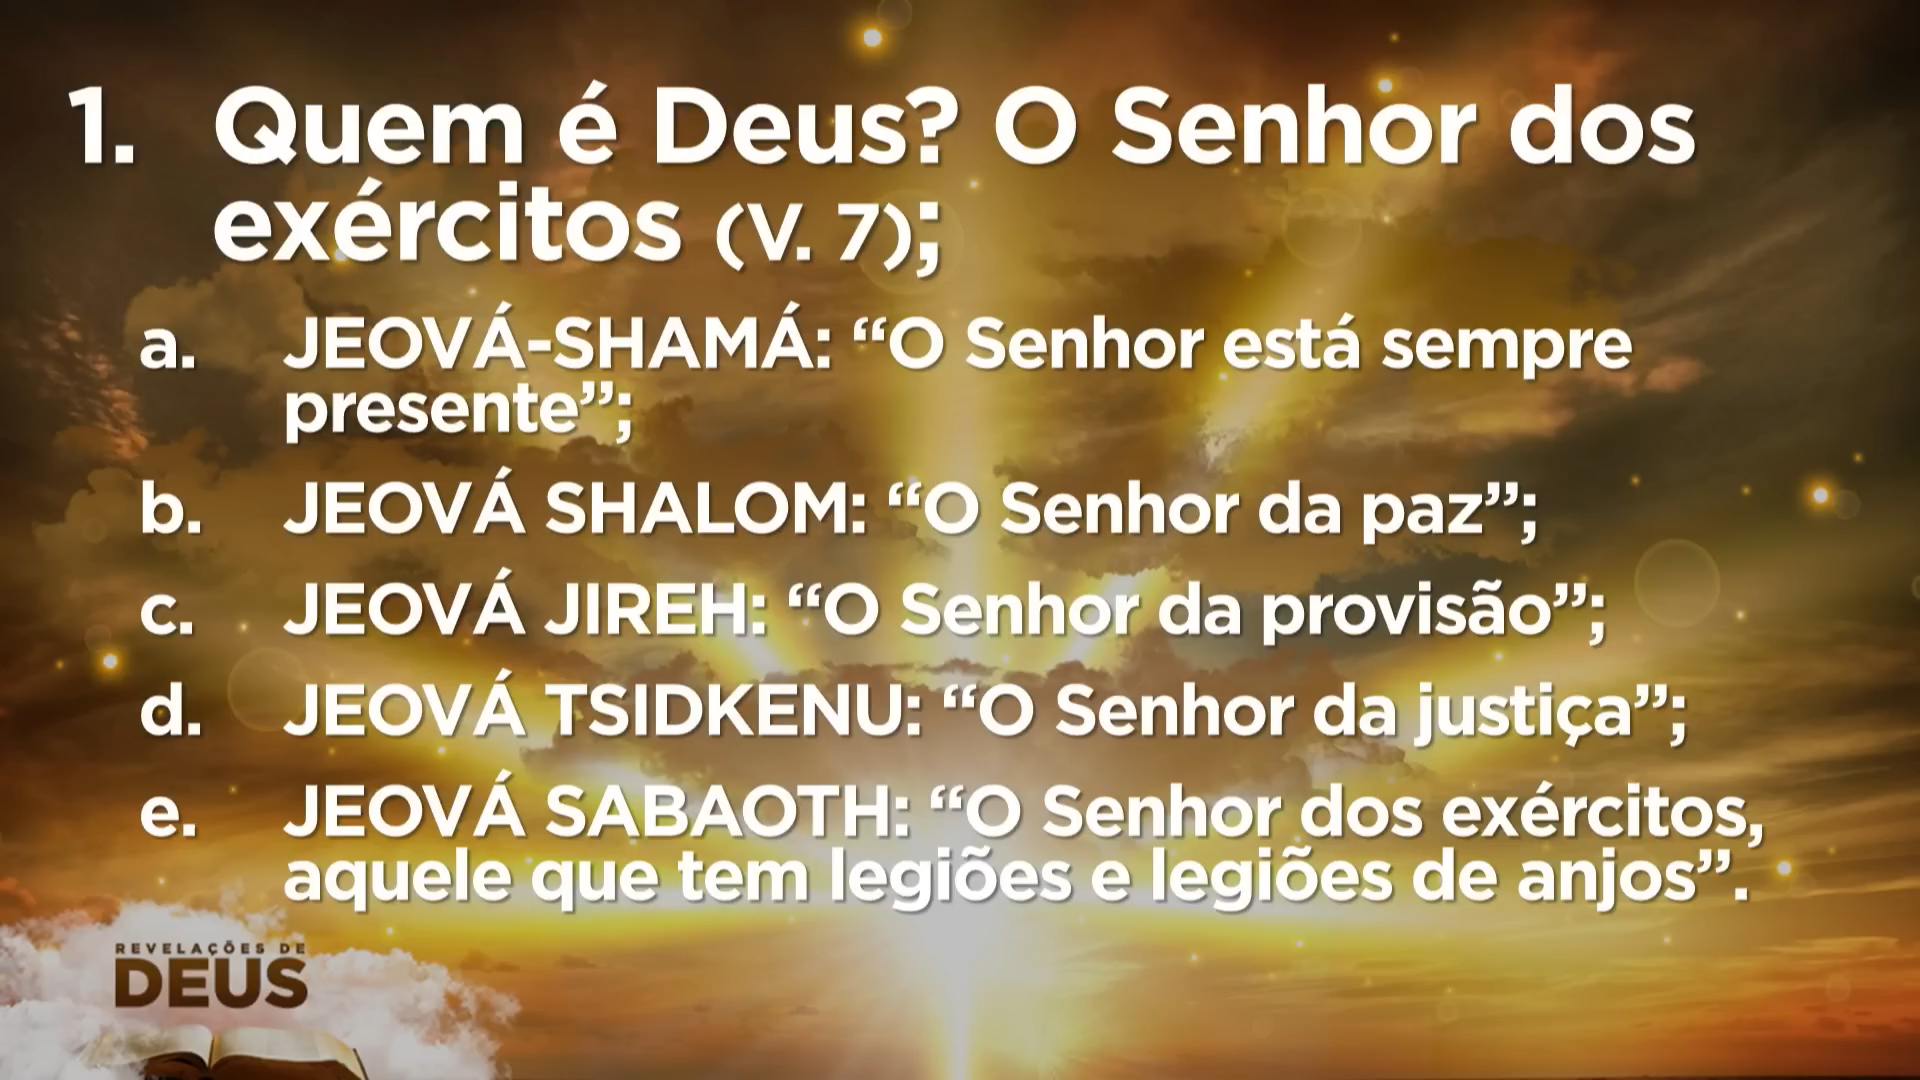 1. Quem é Deus? O Senhor dos
exércitos (V. 7);
a. JEOVÁ-SHAMÁ: “O Senhor está sempre
presente”;
b. JEOVÁ SHALOM: “O Senhor da paz”;
c. JEOVÁ JIREH: “O Senhor da provisão”;
d. JEOVÁ TSIDKENU: “O Senhor da justiça”;
e. JEOVÁ SABAOTH: “O Senhor dos exércitos,
aquele que tem legiões e legiões de anjos”.
REVELAÇÕES DE
DEUS